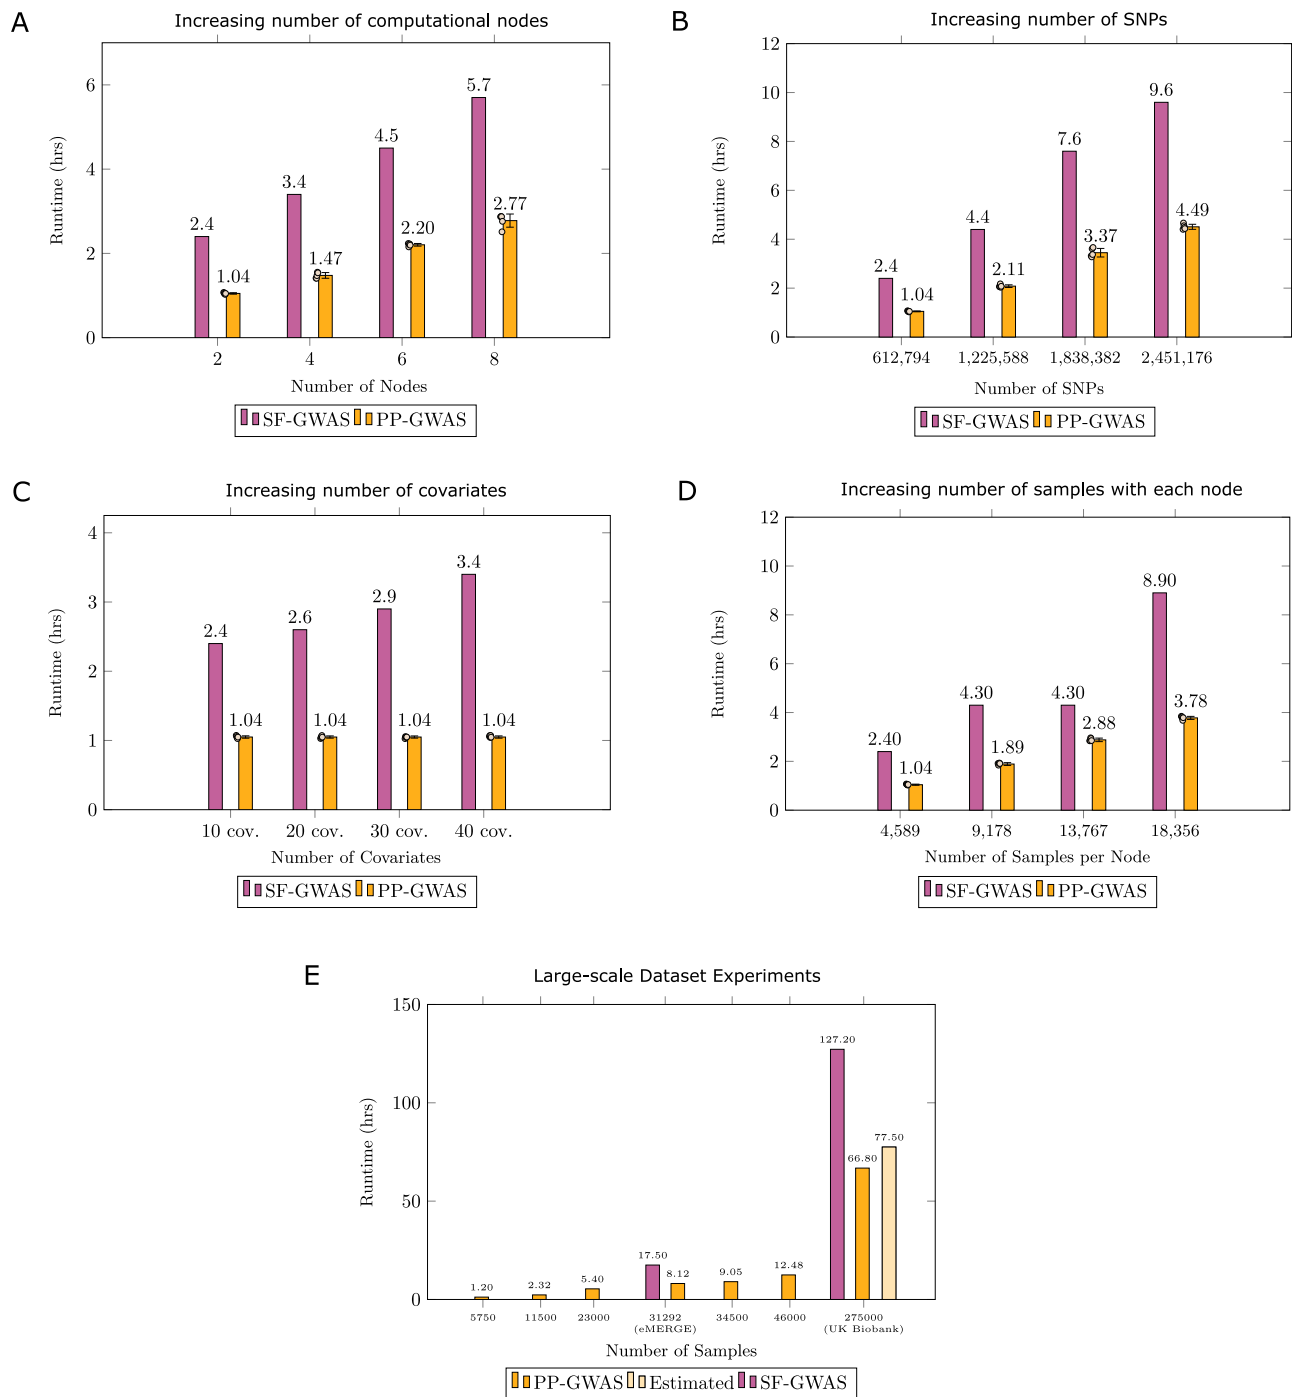 A
Increasing number of computational nodes
Runtime (hrs)
6
4
2
0
2.4
1.04
3.4
1.47
4.5
2.20
5.7
2.77
2 4 6 8
Number of Nodes
SF-GWAS PP-GWAS
B
Increasing number of SNPs
Runtime (hrs)
12
10
8
6
4
2
0
2.4
1.04
4.4
2.11
7.6
3.37
9.6
4.49
612,794 1,225,588 1,838,382 2,451,176
Number of SNPs
SF-GWAS PP-GWAS
C
Increasing number of covariates
Runtime (hrs)
4
3
2
1
0
2.4
1.04
2.6
1.04
2.9
1.04
3.4
1.04
10 cov. 20 cov. 30 cov. 40 cov.
Number of Covariates
SF-GWAS PP-GWAS
D
Increasing number of samples with each node
Runtime (hrs)
12
10
8
6
4
2
0
2.40
1.04
4.30
1.89
4.30
2.88
8.90
3.78
4,589 9,178 13,767 18,356
Number of Samples per Node
SF-GWAS PP-GWAS
E
Large-scale Dataset Experiments
Runtime (hrs)
150
100
50
0
1.20
2.32
5.40
17.50
8.12
9.05
12.48
127.20
66.80
77.50
5750 11500 23000 31292 34500 46000 275000
(eMERGE) (UK Biobank)
Number of Samples
PP-GWAS Estimated SF-GWAS